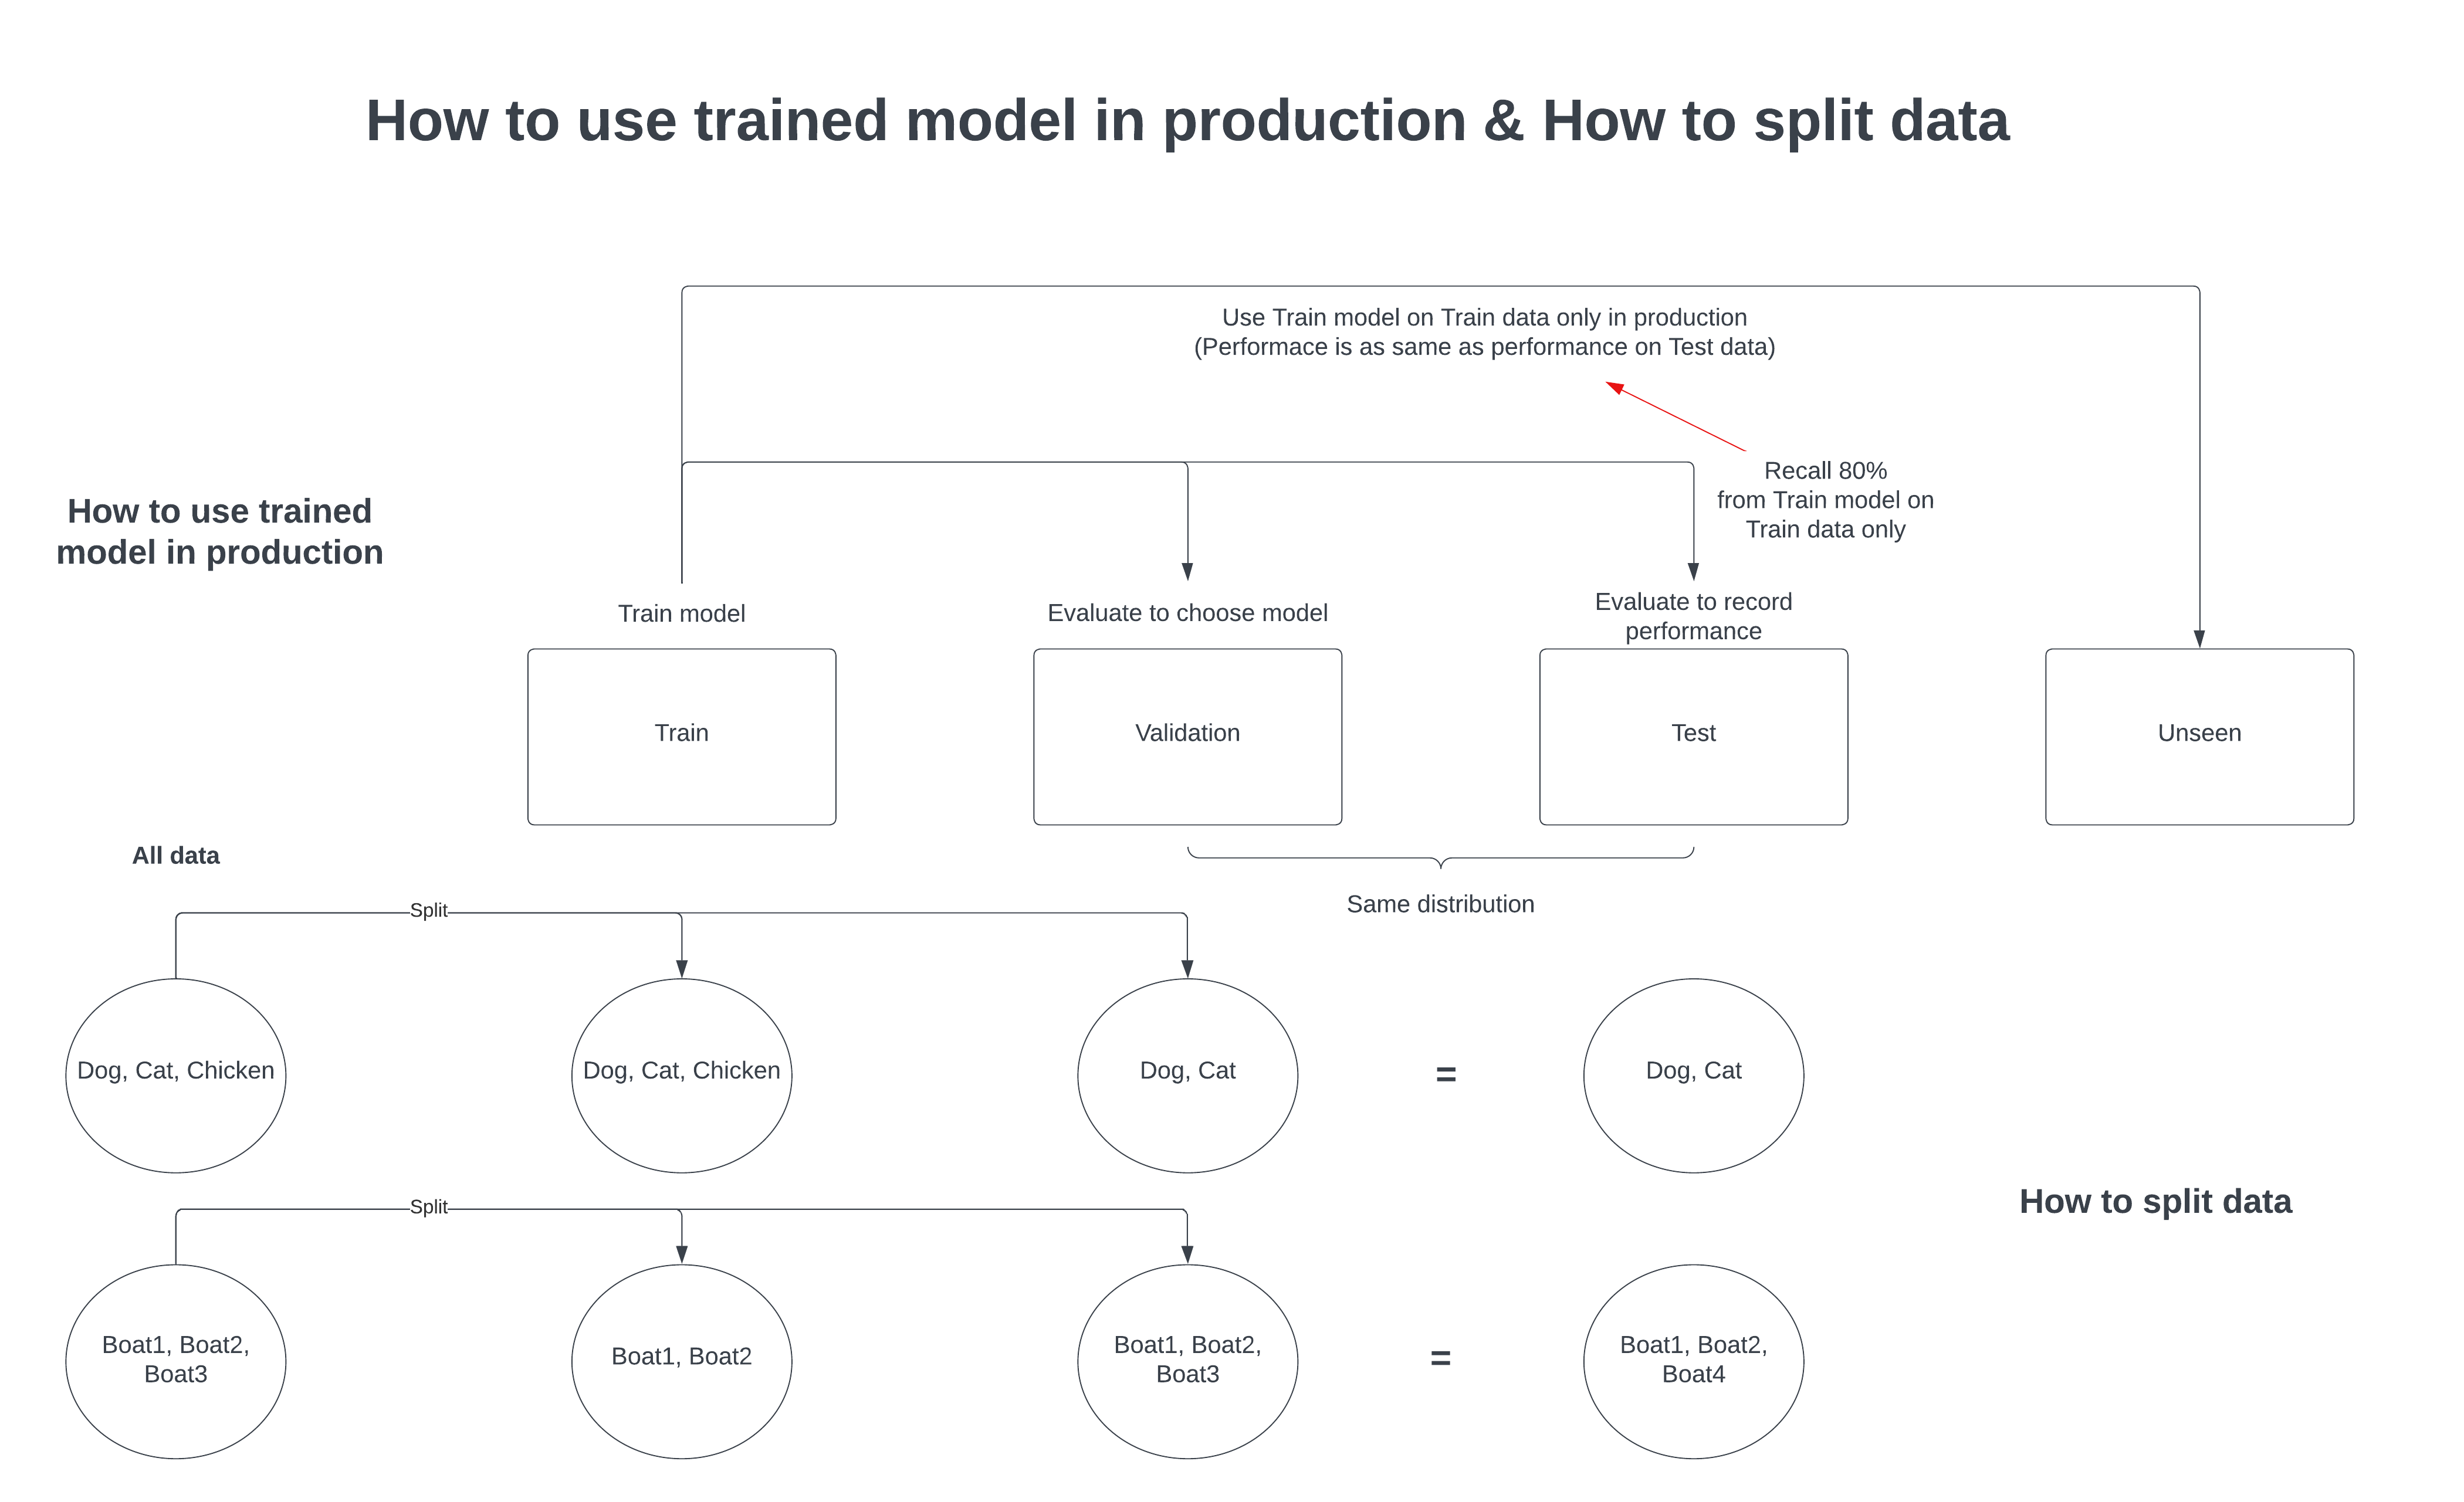 How to use trained model in production & How to split data
Use Train model on Train data only in production
(Performace is as same as performance on Test data)
Recall 80%
from Train model on
Train data only
How to use trained
model in production
Train model
Evaluate to choose model
Evaluate to record
performance
Train
Validation
Test
Unseen
All data
Same distribution
Split
Dog, Cat, Chicken
Dog, Cat, Chicken
Dog, Cat
=
Dog, Cat
How to split data
Split
Boat1, Boat2,
Boat3
Boat1, Boat2
Boat1, Boat2,
Boat3
=
Boat1, Boat2,
Boat4